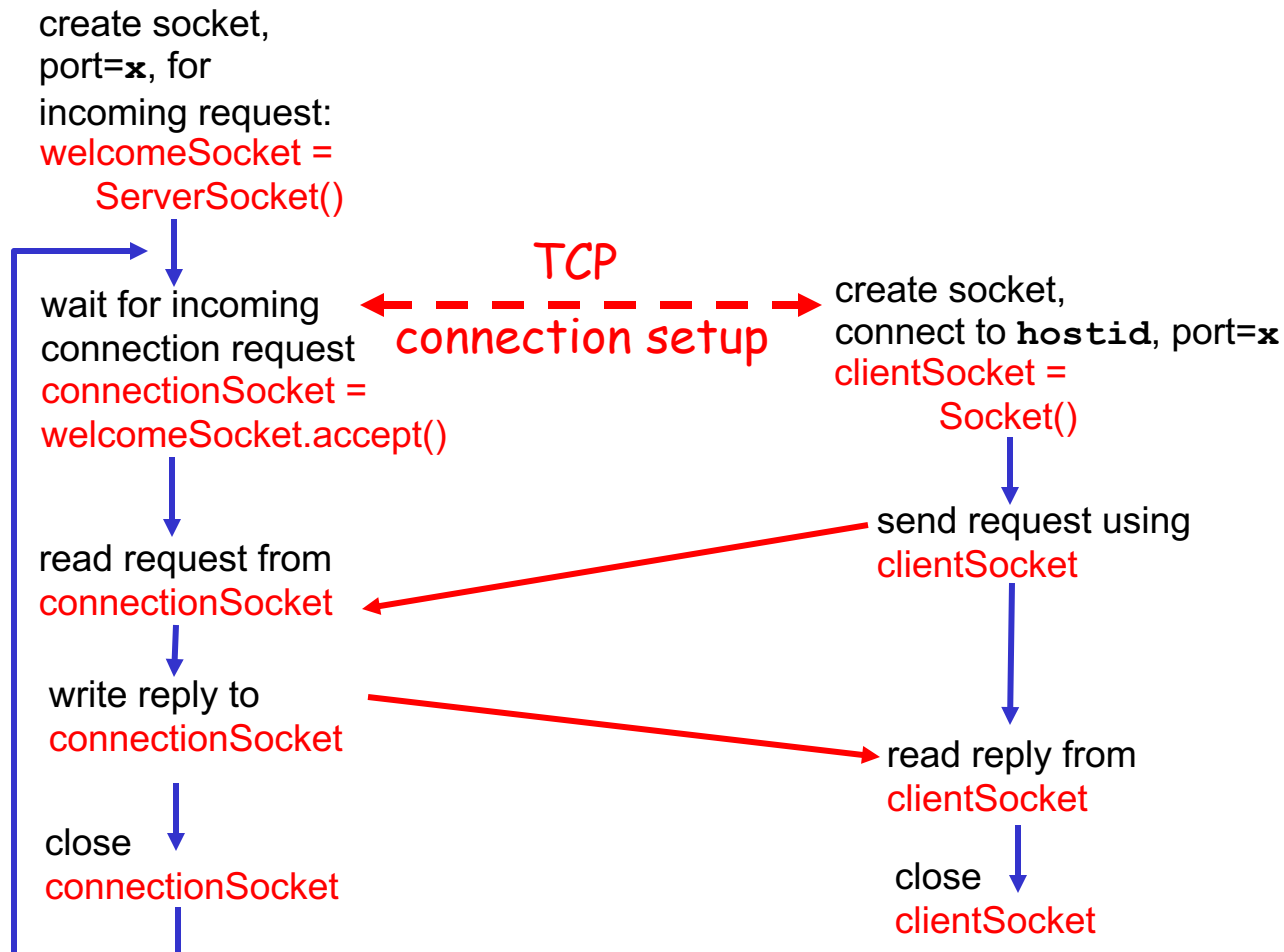 create socket,
port=x, for
incoming request:
welcomeSocket =
ServerSocket()
wait for incoming
connection request
connectionSocket =
welcomeSocket.accept()
TCP
connection setup
create socket,
connect to hostid, port=x
clientSocket =
Socket()
read request from
connectionSocket
send request using
clientSocket
write reply to
connectionSocket
read reply from
clientSocket
close
connectionSocket
close
clientSocket